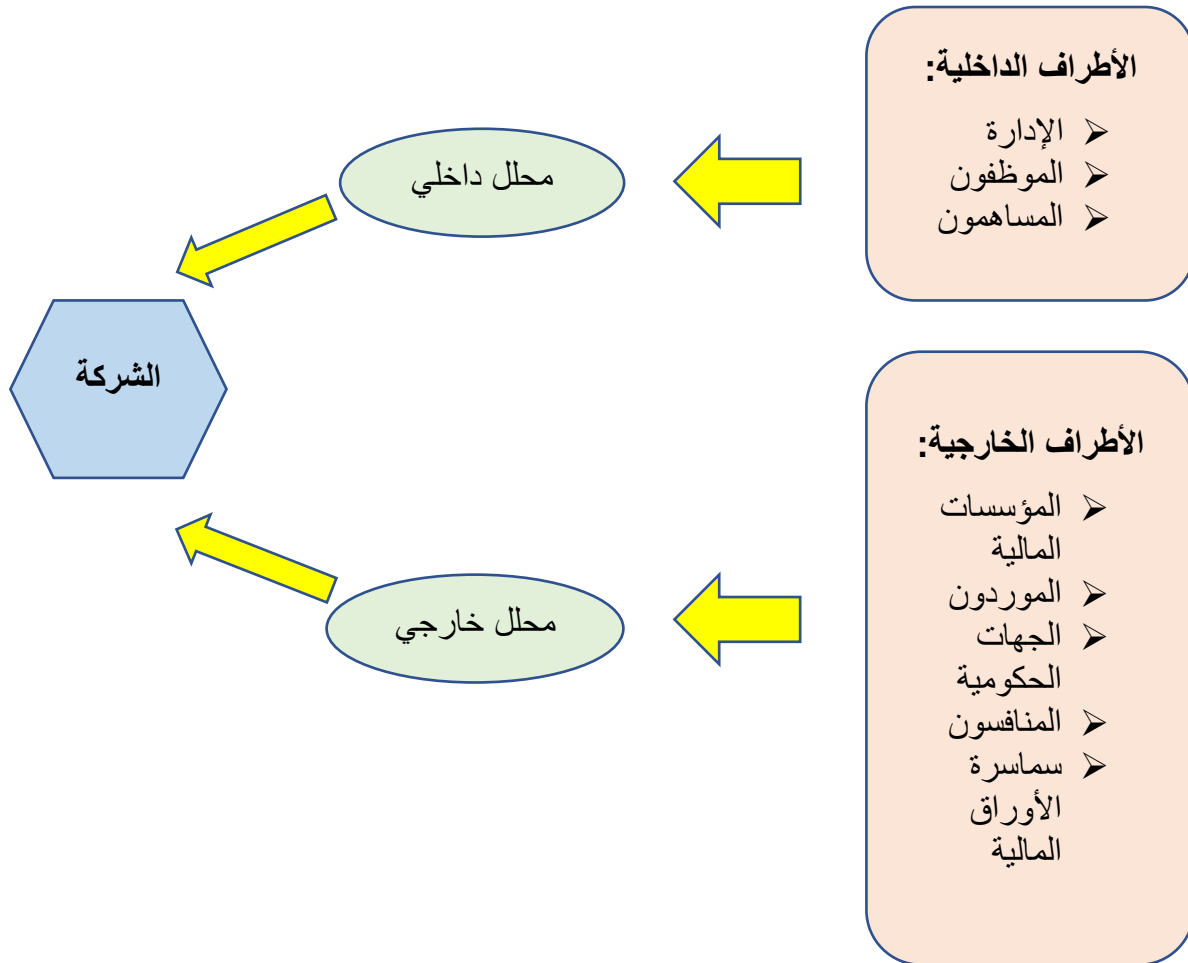 الأطراف الداخلية:
⮚ الإدارة
⮚ الموظفون
⮚ المساهمون
محلل داخلي
الشركة
الأطراف الخارجية:
⮚ المؤسسات
المالية
⮚ الموردون
⮚ الجهات
الحكومية
⮚ المنافسون
⮚ سماسرة
الأوراق
المالية
محلل خارجي